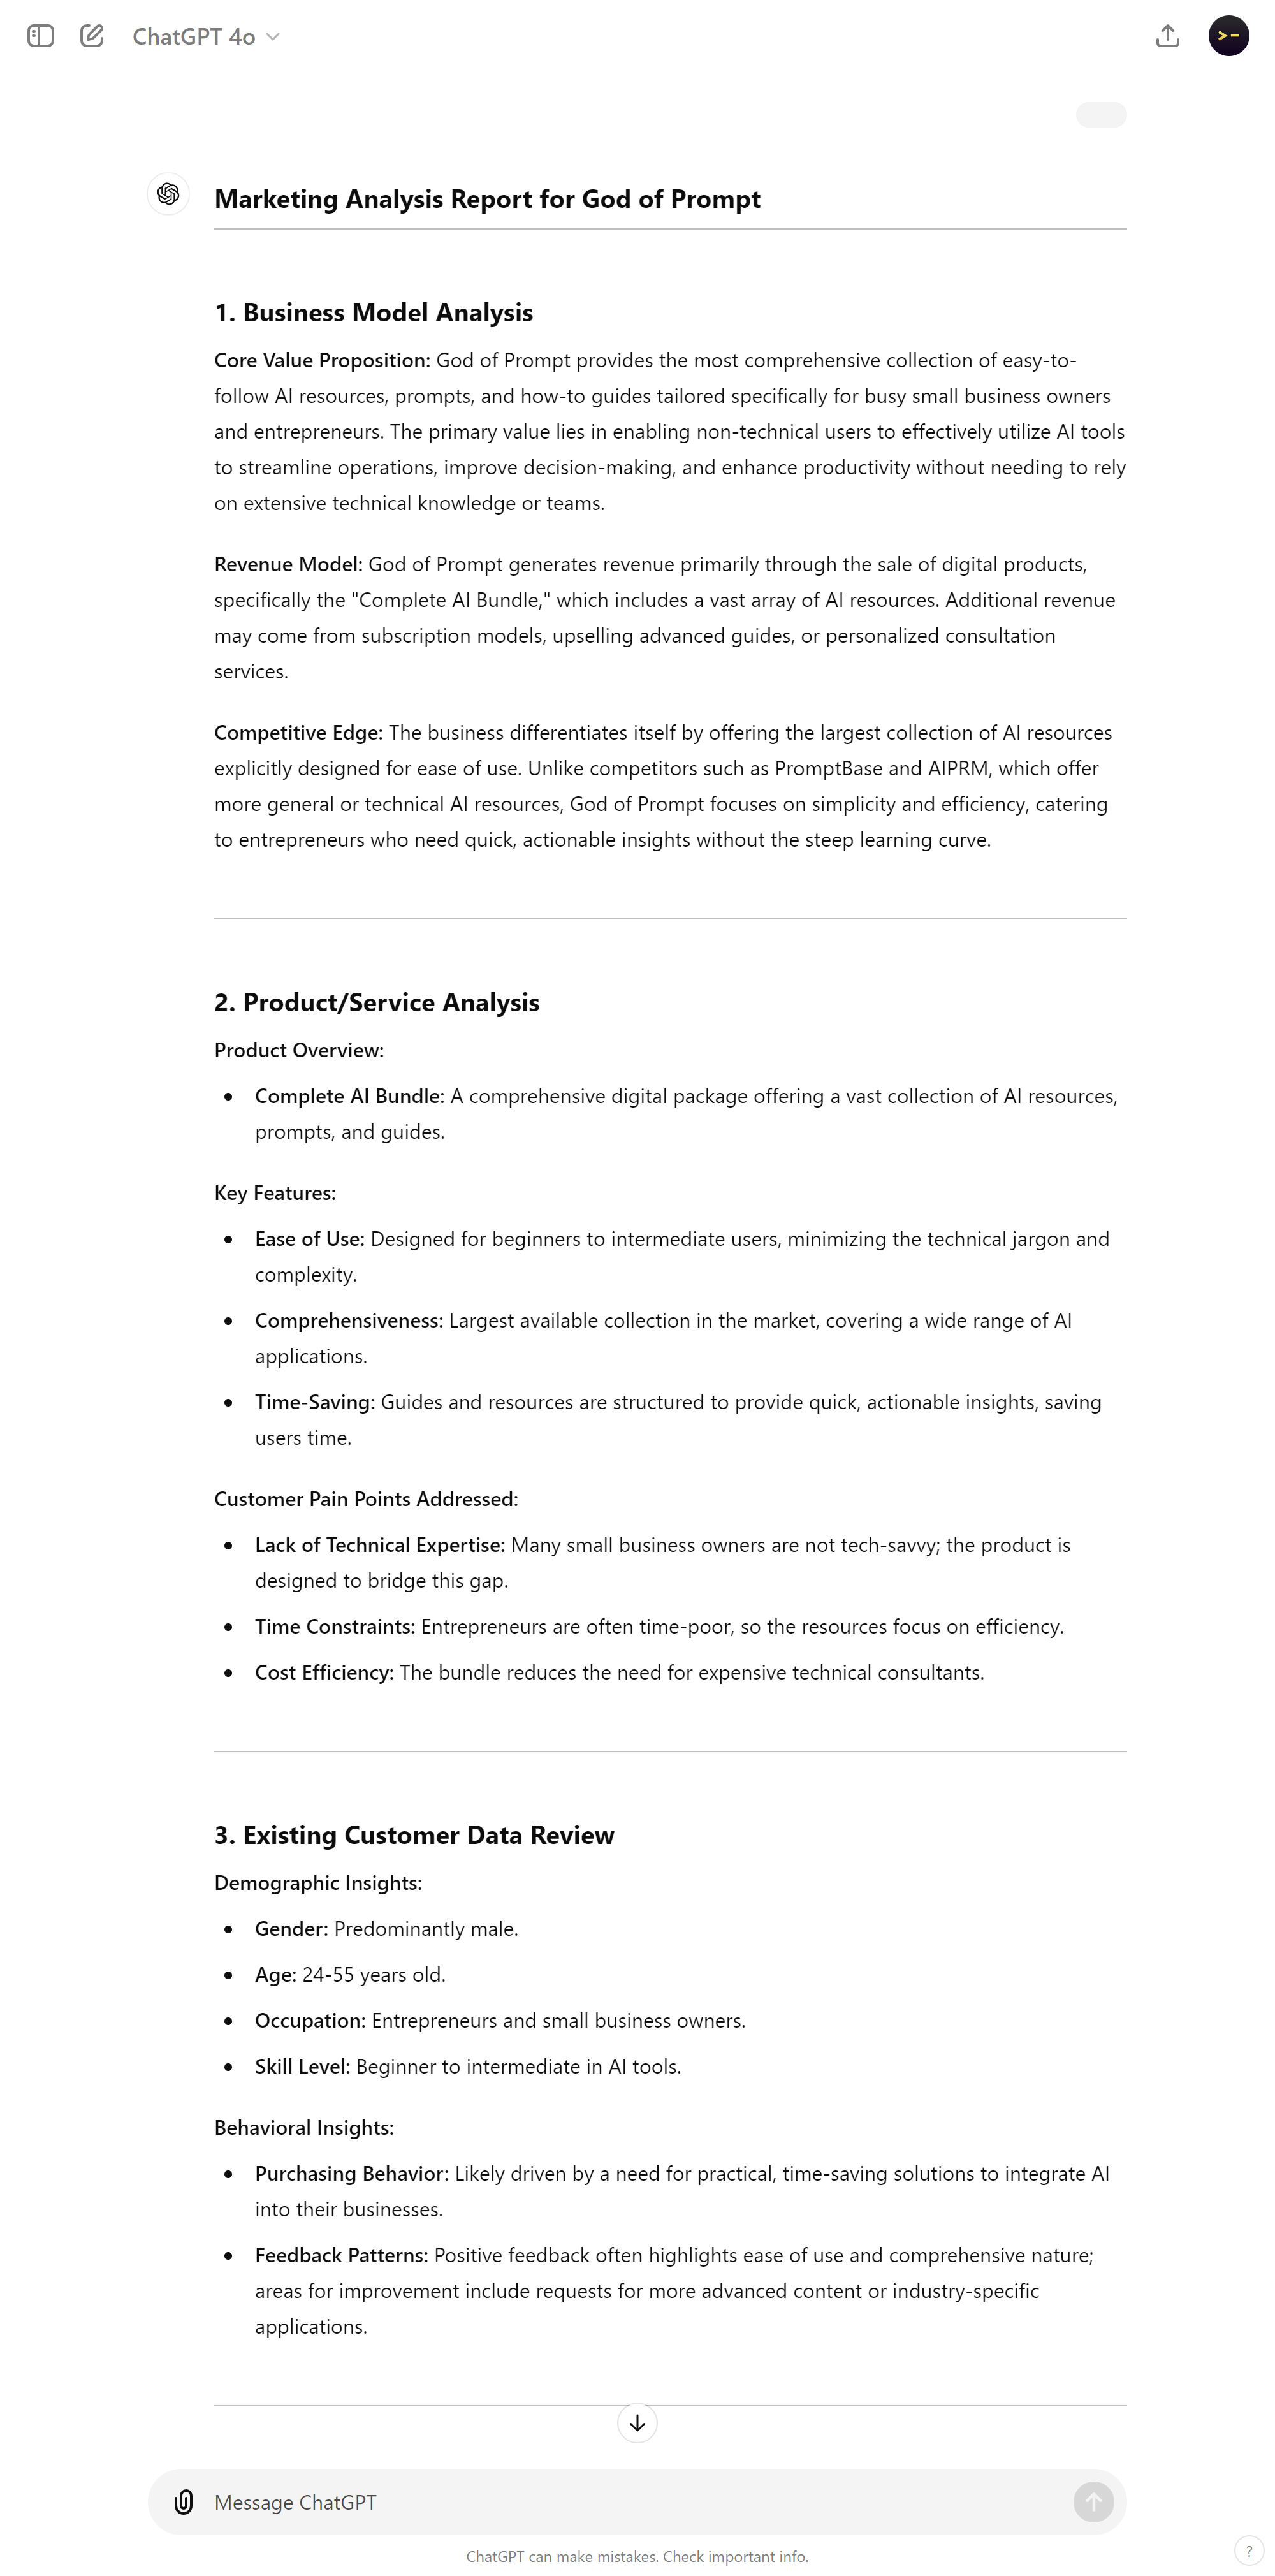 ChatGPT 4o
>-
Marketing Analysis Report for God of Prompt
1. Business Model Analysis
Core Value Proposition: God of Prompt provides the most comprehensive collection of easy-to-
follow AI resources, prompts, and how-to guides tailored specifically for busy small business owners
and entrepreneurs. The primary value lies in enabling non-technical users to effectively utilize AI tools
to streamline operations, improve decision-making, and enhance productivity without needing to rely
on extensive technical knowledge or teams.
Revenue Model: God of Prompt generates revenue primarily through the sale of digital products,
specifically the "Complete AI Bundle," which includes a vast array of AI resources. Additional revenue
may come from subscription models, upselling advanced guides, or personalized consultation
services.
Competitive Edge: The business differentiates itself by offering the largest collection of AI resources
explicitly designed for ease of use. Unlike competitors such as PromptBase and AIPRM, which offer
more general or technical AI resources, God of Prompt focuses on simplicity and efficiency, catering
to entrepreneurs who need quick, actionable insights without the steep learning curve.
2. Product/Service Analysis
Product Overview:
• Complete AI Bundle: A comprehensive digital package offering a vast collection of AI resources,
prompts, and guides.
Key Features:
• Ease of Use: Designed for beginners to intermediate users, minimizing the technical jargon and
complexity.
• Comprehensiveness: Largest available collection in the market, covering a wide range of AI
applications.
• Time-Saving: Guides and resources are structured to provide quick, actionable insights, saving
users time.
Customer Pain Points Addressed:
• Lack of Technical Expertise: Many small business owners are not tech-savvy; the product is
designed to bridge this gap.
• Time Constraints: Entrepreneurs are often time-poor, so the resources focus on efficiency.
• Cost Efficiency: The bundle reduces the need for expensive technical consultants.
3. Existing Customer Data Review
Demographic Insights:
• Gender: Predominantly male.
• Age: 24-55 years old.
• Occupation: Entrepreneurs and small business owners.
• Skill Level: Beginner to intermediate in AI tools.
Behavioral Insights:
• Purchasing Behavior: Likely driven by a need for practical, time-saving solutions to integrate AI
into their businesses.
• Feedback Patterns: Positive feedback often highlights ease of use and comprehensive nature;
areas for improvement include requests for more advanced content or industry-specific
applications.
Message ChatGPT
ChatGPT can make mistakes. Check important info.
?